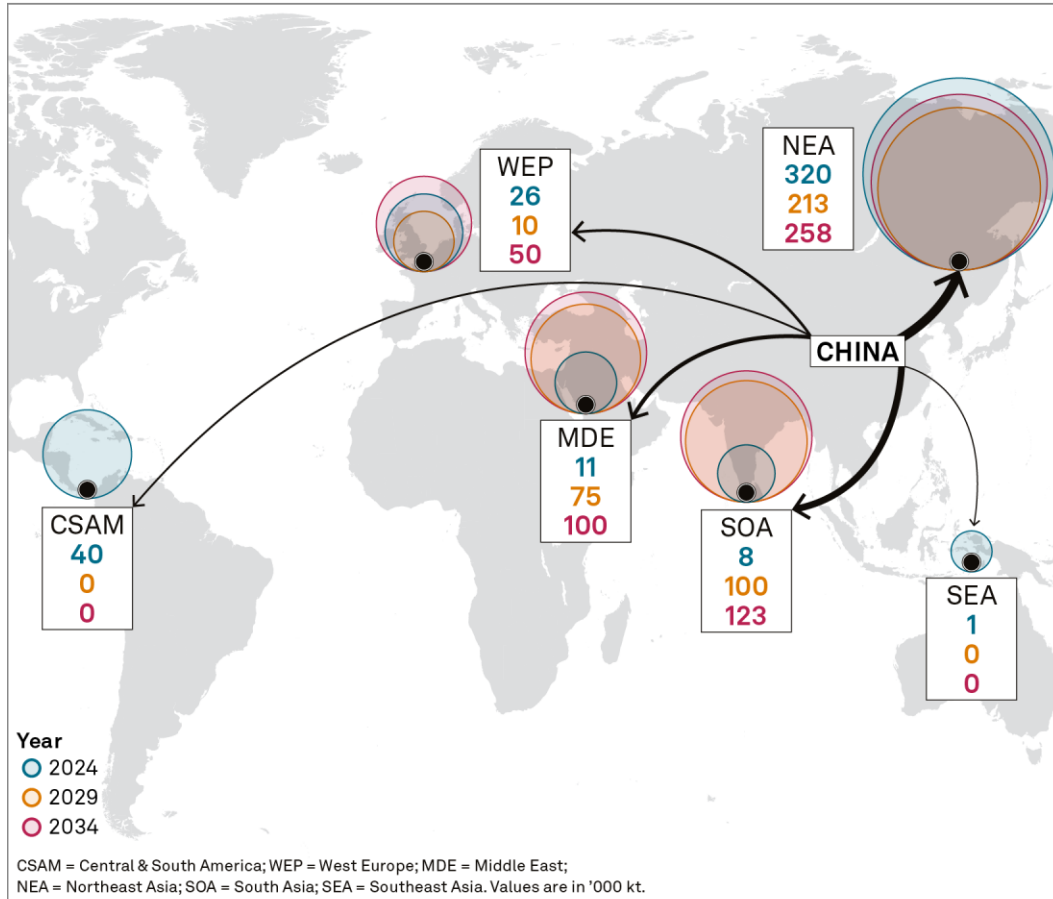 WEP
26
10
50
NEA
320
213
258
CHINA
MDE
11
75
100
SOA
8
100
123
CSAM
40
0
0
SEA
1
0
0
Year
2024
2029
2034
CSAM = Central & South America; WEP = West Europe; MDE = Middle East;
NEA = Northeast Asia; SOA = South Asia; SEA = Southeast Asia. Values are in '000 kt.